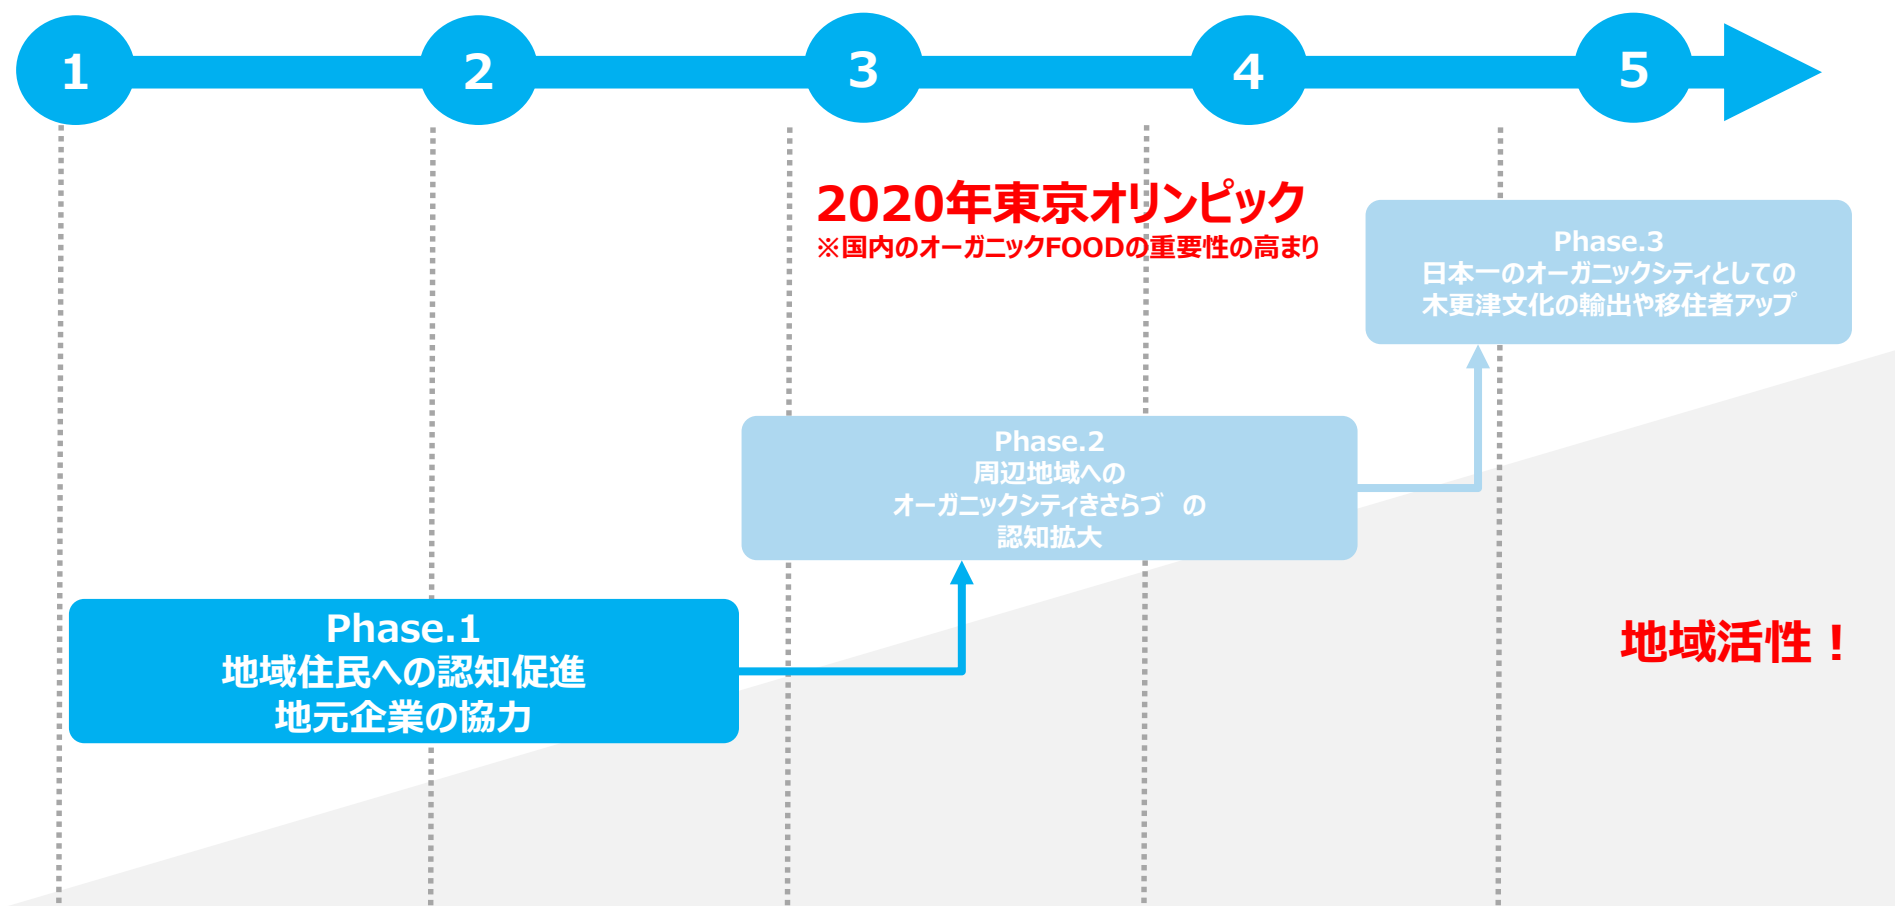 1
2
3
4
5
2020年東京オリンピック
※国内のオーガニックFOODの重要性の高まり
Phase.3
日本一のオーガニックシティとしての
木更津文化の輸出や移住者アップ
Phase.2
周辺地域への
オーガニックシティきさらづ　の
認知拡大
Phase.1
地域住民への認知促進
地元企業の協力
地域活性！